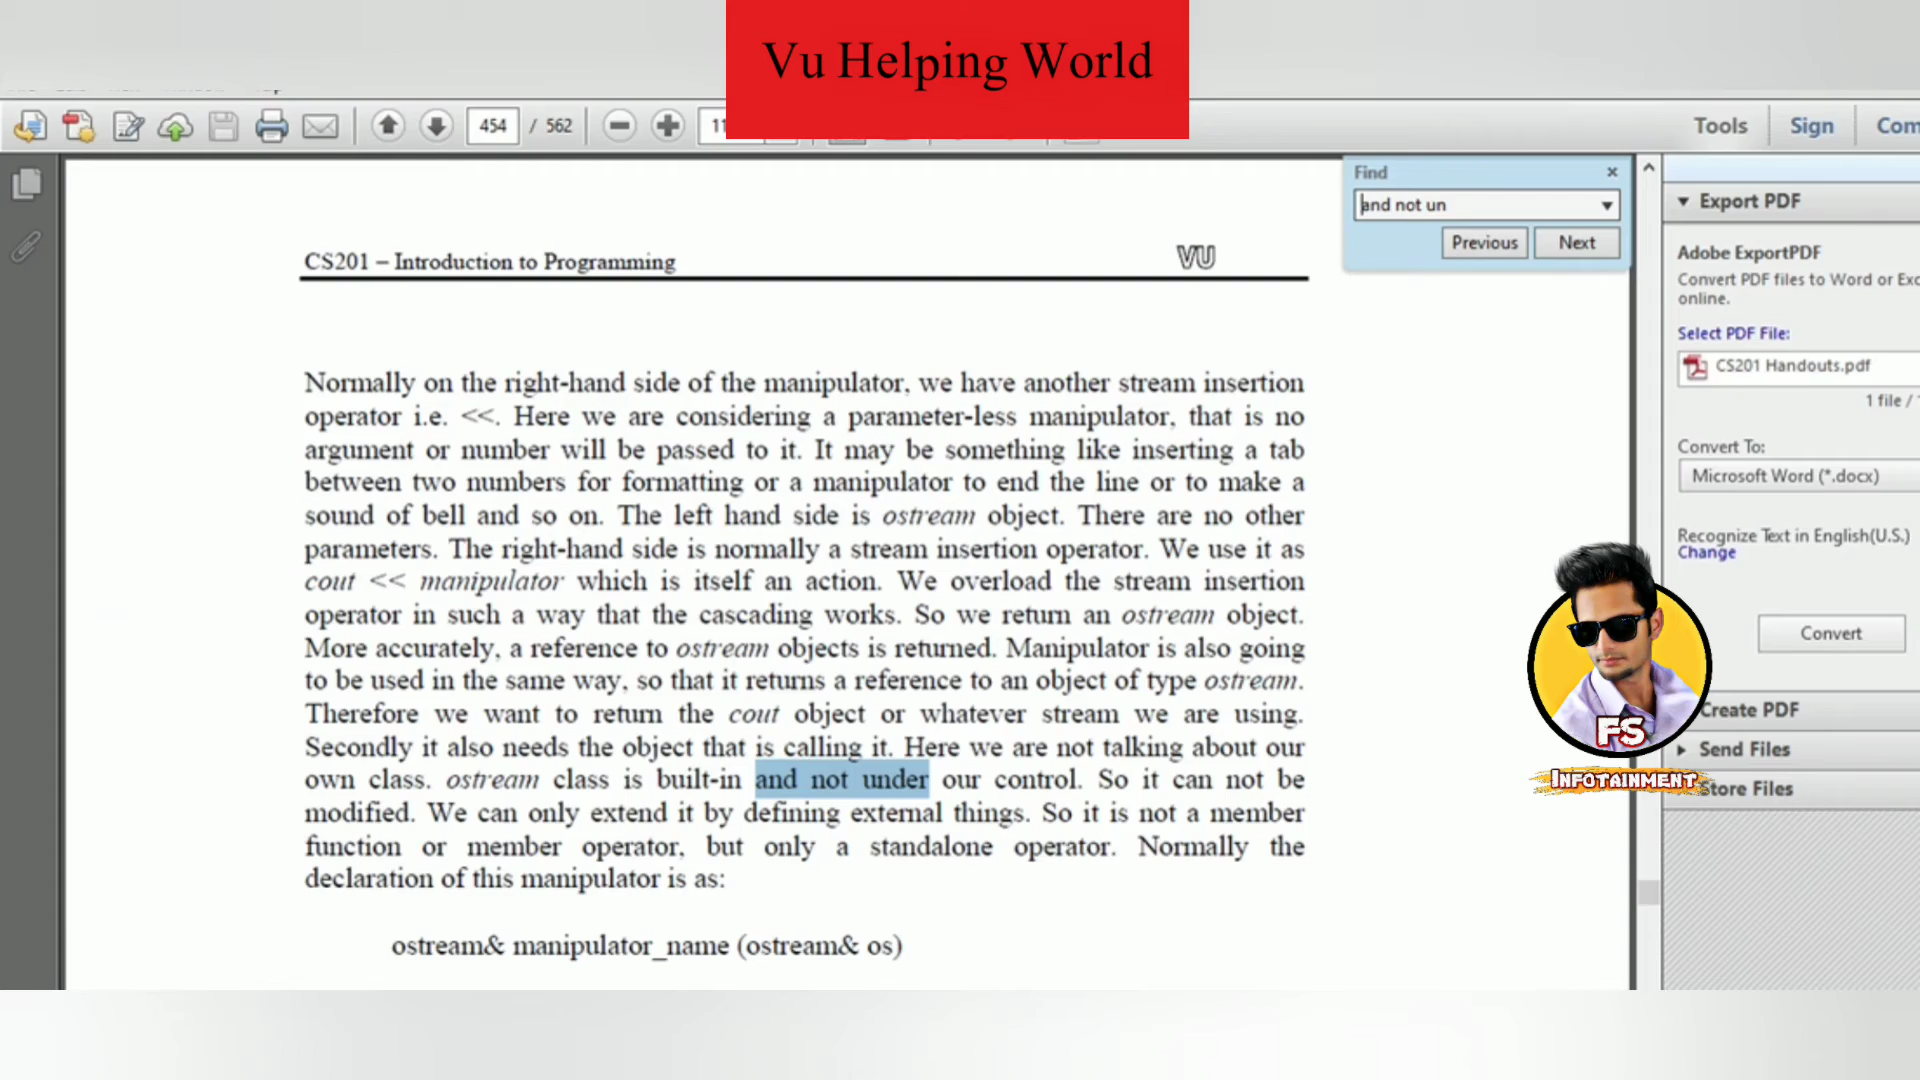 Vu Helping World
454 / 562
Tools
Sign
Find
and not un
Previous
Next
Export PDF
Adobe ExportPDF
Convert PDF files to Word or
online.
Select PDF File:
CS201 Handouts.pdf
1 file /
Convert To:
Microsoft Word (*.docx)
Recognize Text in English(U.S.)
Change
Convert
Create PDF
Send Files
Store Files
CS201 – Introduction to Programming
VU
Normally on the right-hand side of the manipulator, we have another stream insertion
operator i.e. <<. Here we are considering a parameter-less manipulator, that is no
argument or number will be passed to it. It may be something like inserting a tab
between two numbers for formatting or a manipulator to end the line or to make a
sound of bell and so on. The left hand side is ostream object. There are no other
parameters. The right-hand side is normally a stream insertion operator. We use it as
cout << manipulator which is itself an action. We overload the stream insertion
operator in such a way that the cascading works. So we return an ostream object.
More accurately, a reference to ostream objects is returned. Manipulator is also going
to be used in the same way, so that it returns a reference to an object of type ostream.
Therefore we want to return the cout object or whatever stream we are using.
Secondly it also needs the object that is calling it. Here we are not talking about our
own class. ostream class is built-in and not under our control. So it can not be
modified. We can only extend it by defining external things. So it is not a member
function or member operator, but only a standalone operator. Normally the
declaration of this manipulator is as:
ostream& manipulator_name (ostream& os)
FS
INFOTAINMENT